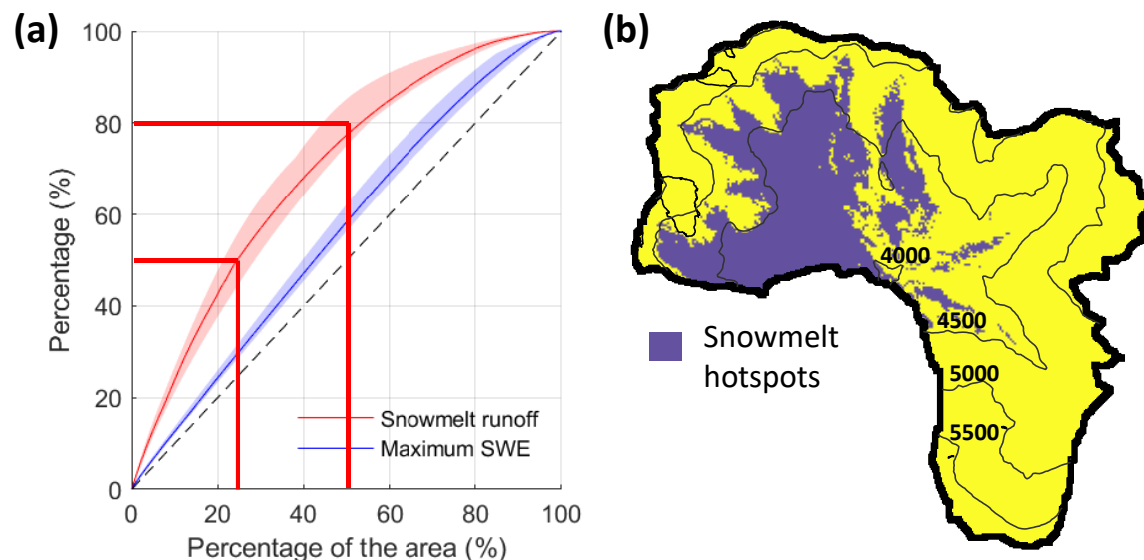 (a)
100
80
60
40
20
0
Percentage (%)
0 20 40 60 80 100
Percentage of the area (%)
Snowmelt runoff
Maximum SWE
(b)
4000
4500
5000
5500
Snowmelt
hotspots